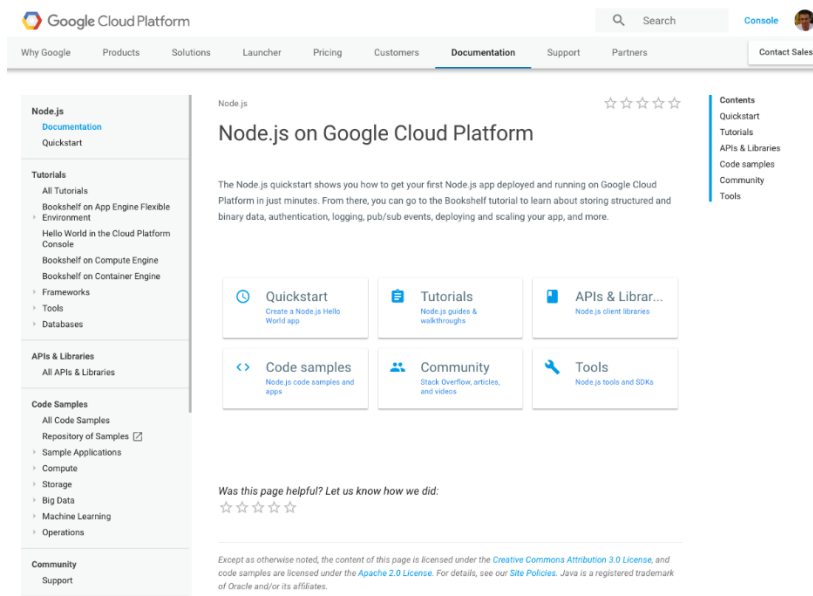 Google Cloud Platform
Search
Console
Why Google
Products
Solutions
Launcher
Pricing
Customers
Documentation
Support
Partners
Contact Sales
Node.js
Documentation
Quickstart
Tutorials
All Tutorials
Bookshelf on App Engine Flexible
Environment
Hello World in the Cloud Platform
Console
Bookshelf on Compute Engine
Bookshelf on Container Engine
Frameworks
Tools
Databases
APIs & Libraries
All APIs & Libraries
Code Samples
All Code Samples
Repository of Samples
Sample Applications
Compute
Storage
Big Data
Machine Learning
Operations
Community
Support
Node.js
Node.js on Google Cloud Platform
The Node.js quickstart shows you how to get your first Node.js app deployed and running on Google Cloud
Platform in just minutes. From there, you can go to the Bookshelf tutorial to learn about storing structured and
binary data, authentication, logging, pub/sub events, deploying and scaling your app, and more.
Quickstart
Create a Node.js Hello
World app
Tutorials
Node.js guides &
walkthroughs
APIs & Librar...
Node.js client libraries
Code samples
Node.js code samples and
apps
Community
Stack Overflow, articles,
and videos
Tools
Node.js tools and SDKs
Was this page helpful? Let us know how we did:
Except as otherwise noted, the content of this page is licensed under the Creative Commons Attribution 3.0 License, and
code samples are licensed under the Apache 2.0 License. For details, see our Site Policies. Java is a registered trademark
of Oracle and/or its affiliates.
Contents
Quickstart
Tutorials
APIs & Libraries
Code samples
Community
Tools